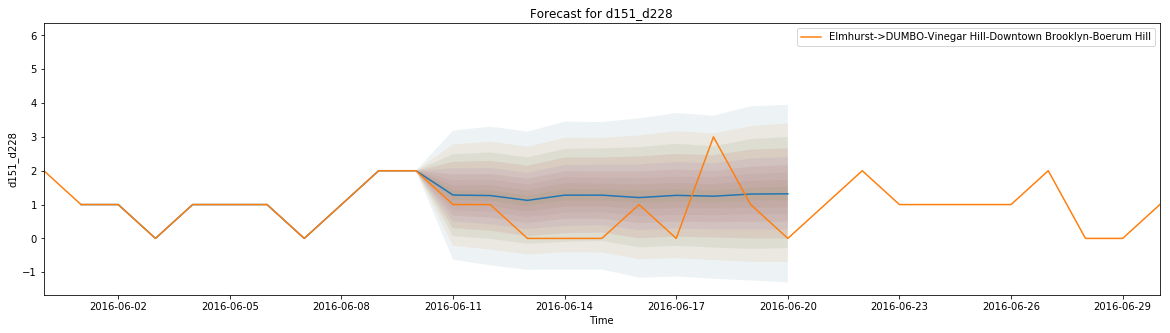 Forecast for d151_d228
Elmhurst->DUMBO-Vinegar Hill-Downtown Brooklyn-Boerum Hill
d151_d228
6
5
4
3
2
1
0
−1
2016-06-02 2016-06-05 2016-06-08 2016-06-11 2016-06-14 2016-06-17 2016-06-20 2016-06-23 2016-06-26 2016-06-29
Time